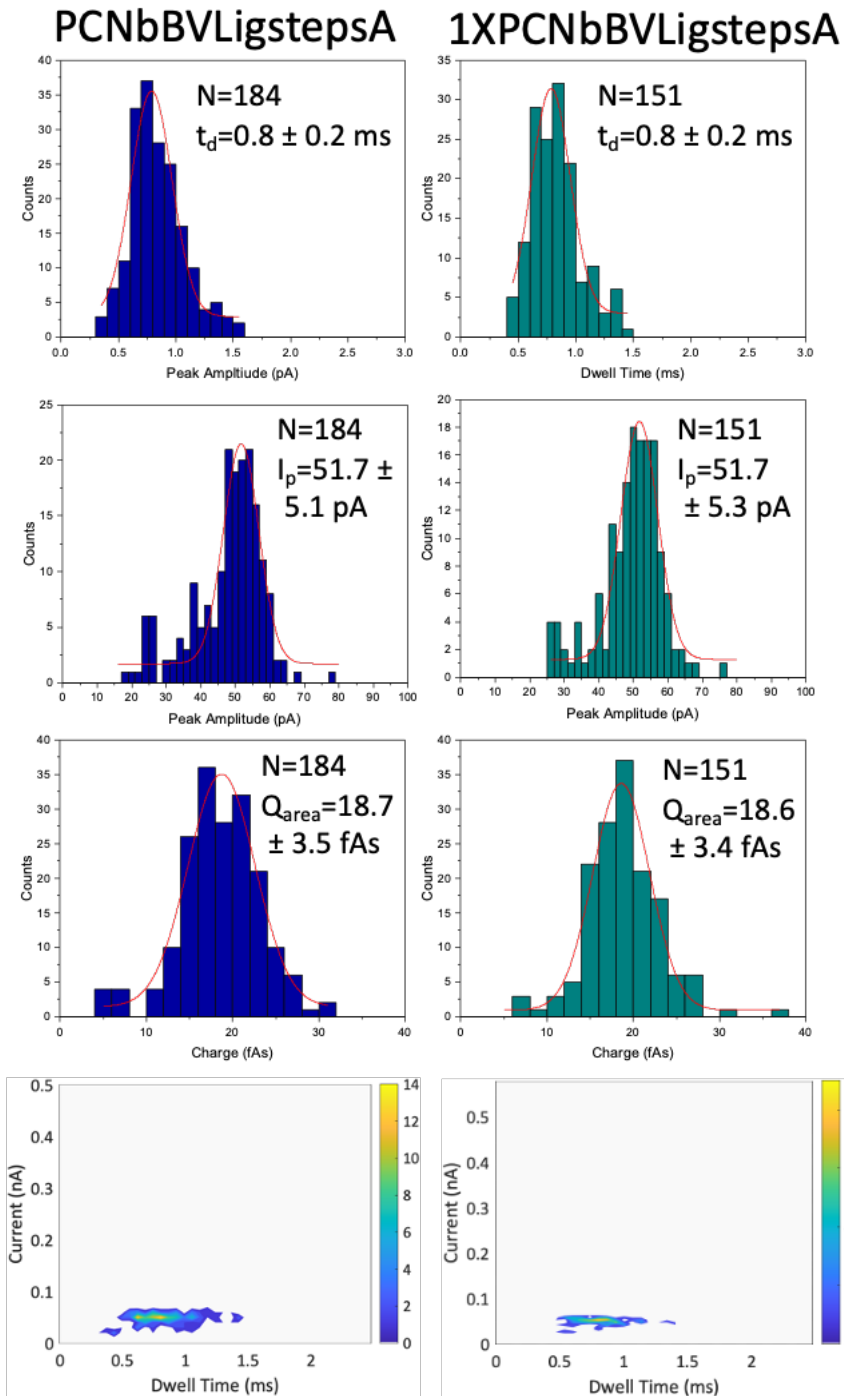 PCNbBVLigstepsA
1XPCNbBVLigstepsA
40
35
30
25
20
15
10
5
0
Counts
N=184
t_d=0.8 ± 0.2 ms
0.0 0.5 1.0 1.5 2.0 2.5 3.0
Peak Ampltiude (pA)
35
30
25
20
15
10
5
0
Counts
N=151
t_d=0.8 ± 0.2 ms
0.0 0.5 1.0 1.5 2.0 2.5 3.0
Dwell Time (ms)
25
20
15
10
5
0
Counts
N=184
I_p=51.7 ±
5.1 pA
0 10 20 30 40 50 60 70 80 90 100
Peak Amplitude (pA)
20
18
16
14
12
10
8
6
4
2
0
Counts
N=151
I_p=51.7
± 5.3 pA
0 10 20 30 40 50 60 70 80 90 100
Peak Amplitude (pA)
40
35
30
25
20
15
10
5
0
Counts
N=184
Q_area=18.7
± 3.5 fAs
0 10 20 30 40
Charge (fAs)
40
35
30
25
20
15
10
5
0
Counts
N=151
Q_area=18.6
± 3.4 fAs
0 10 20 30 40
Charge (fAs)
0.5
0.4
0.3
0.2
0.1
0
Current (nA)
0 0.5 1 1.5 2
Dwell Time (ms)
14
12
10
8
6
4
2
0
0.5
0.4
0.3
0.2
0.1
0
Current (nA)
0 0.5 1 1.5 2
Dwell Time (ms)